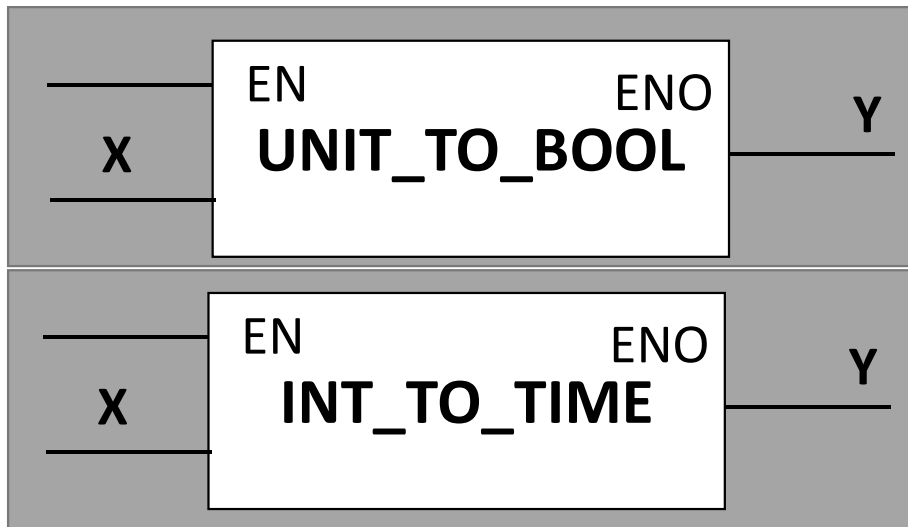 EN
ENO
Y
X
UNIT_TO_BOOL
EN
ENO
Y
X
INT_TO_TIME